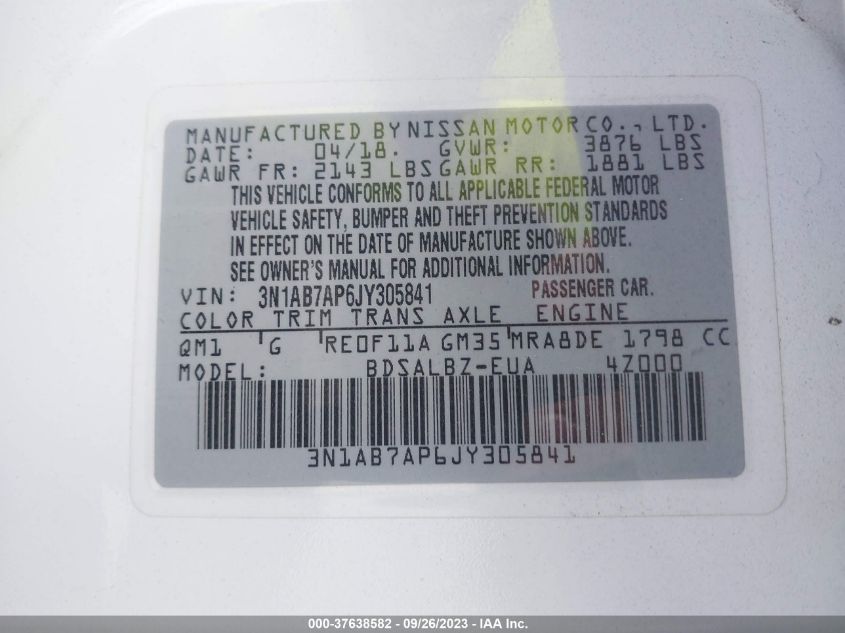 MANUFACTURED BY NISSAN MOTOR CO., LTD.
DATE: 04/18. GVWR: 3876 LBS
GAWR FR: 2143 LBS GAWR RR: 1881 LBS
THIS VEHICLE CONFORMS TO ALL APPLICABLE FEDERAL MOTOR
VEHICLE SAFETY, BUMPER AND THEFT PREVENTION STANDARDS
IN EFFECT ON THE DATE OF MANUFACTURE SHOWN ABOVE.
SEE OWNER'S MANUAL FOR ADDITIONAL INFORMATION.
VIN: 3N1AB7AP6JY305841 PASSENGER CAR.
COLOR TRIM TRANS AXLE ENGINE
QM1 G RE0F11A GM35 MRA8DE 1798 CC
MODEL: BDSALBZ-EUA 4Z000
3N1AB7AP6JY305841
000-37638582 - 09/26/2023 - © IAA Inc.